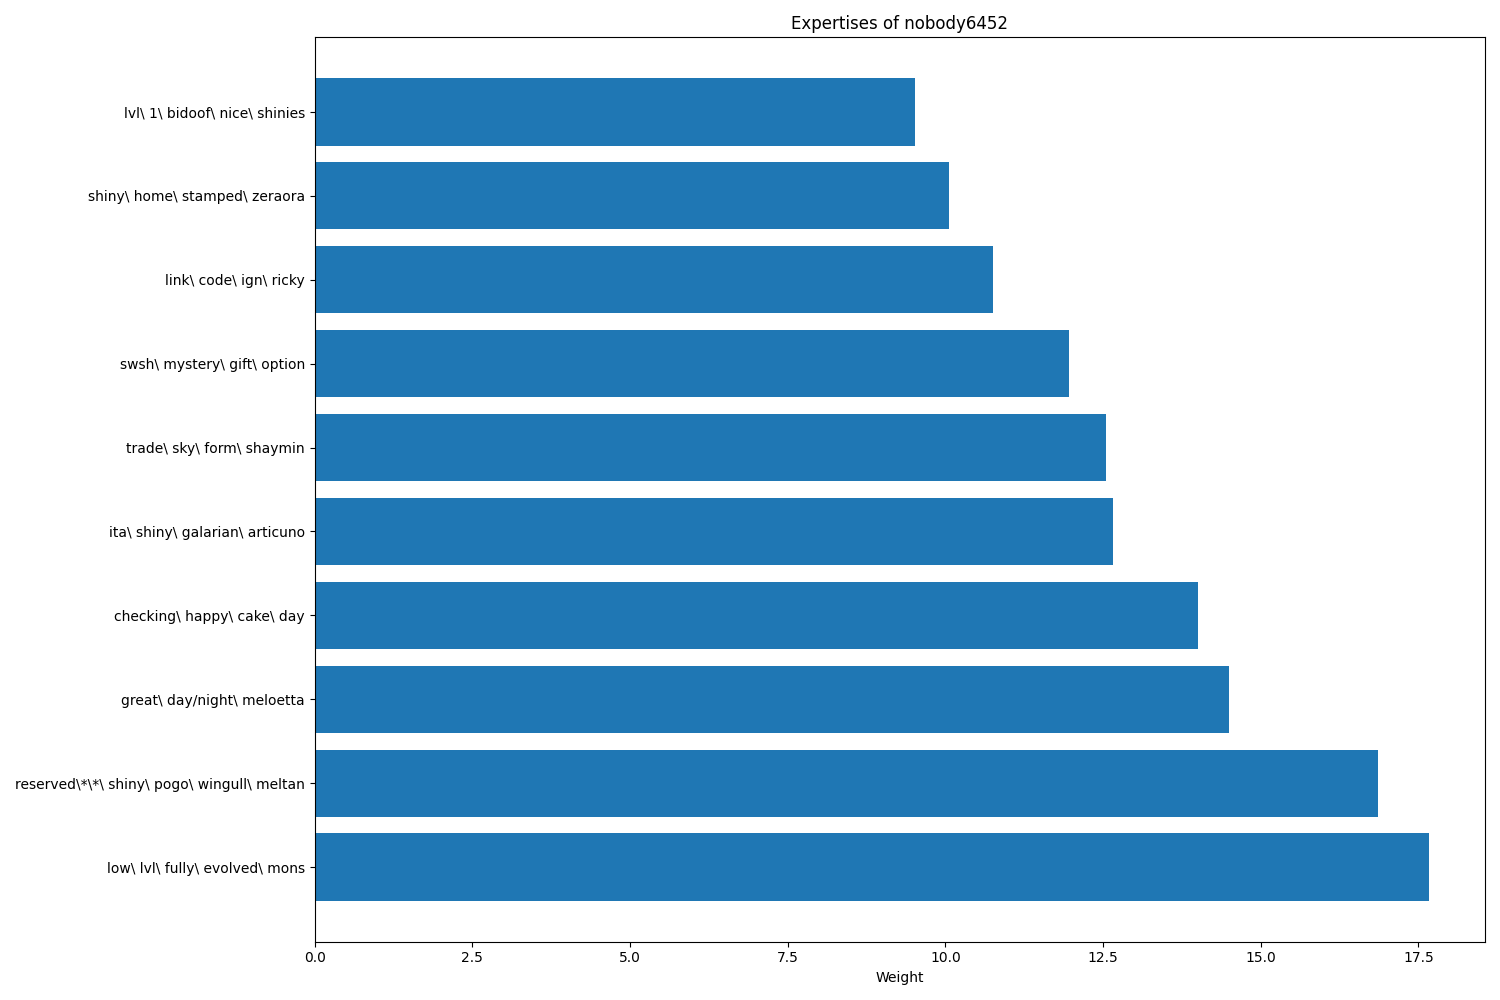 Expertises of nobody6452
lvl\ 1\ bidoof\ nice\ shinies
shiny\ home\ stamped\ zeraora
link\ code\ ign\ ricky
swsh\ mystery\ gift\ option
trade\ sky\ form\ shaymin
ita\ shiny\ galarian\ articuno
checking\ happy\ cake\ day
great\ day/night\ meloetta
reserved\*\*\ shiny\ pogo\ wingull\ meltan
low\ lvl\ fully\ evolved\ mons
0.0 2.5 5.0 7.5 10.0 12.5 15.0 17.5
Weight